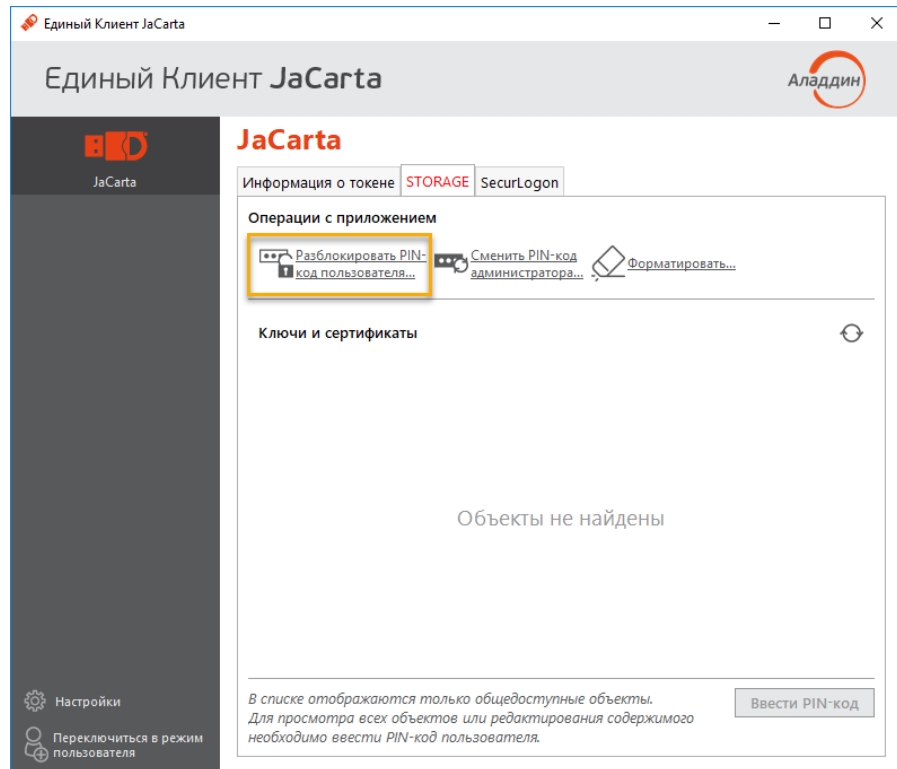 Единый Клиент JaCarta
Единый Клиент JaCarta
Аладдин
JaCarta
JaCarta
Информация о токене STORAGE SecurLogon
Операции с приложением
Разблокировать PIN-
код пользователя...
Сменить PIN-код
администратора...
Форматировать...
Ключи и сертификаты
Объекты не найдены
Настройки
Переключиться в режим
пользователя
В списке отображаются только общедоступные объекты.
Для просмотра всех объектов или редактирования содержимого
необходимо ввести PIN-код пользователя.
Ввести PIN-код